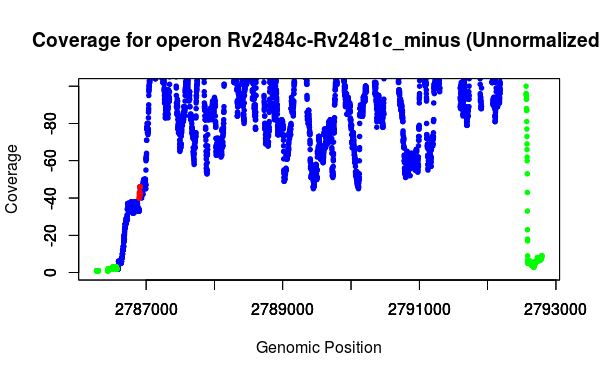 Coverage for operon Rv2484c-Rv2481c_minus (Unnormalized
Coverage
-80
-60
-40
-20
0
2787000 2789000 2791000 2793000
Genomic Position